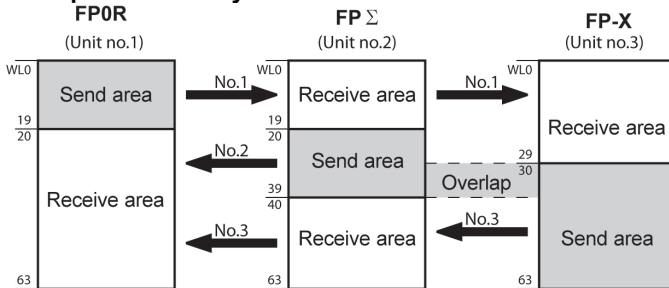 FP0R
(Unit no.1)
WL0
Send area
19
20
Receive area
63
No.1
No.2
No.3
FP Σ
(Unit no.2)
WL0
Receive area
19
20
Send area
39
40
Receive area
63
No.1
Overlap
No.3
FP-X
(Unit no.3)
WL0
Receive area
29
30
Send area
63